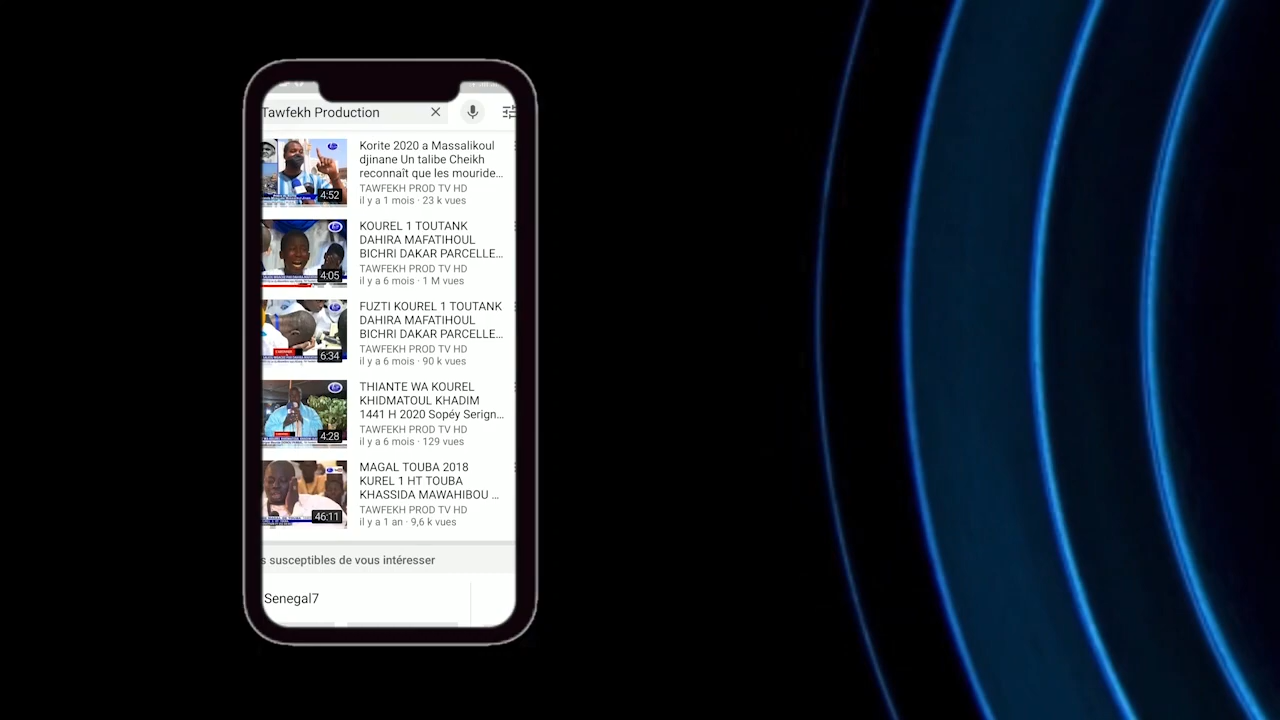 Tawfekh Production
Korite 2020 a Massalikoul
djinane Un talibe Cheikh
reconnaît que les mouride...
TAWFEKH PROD TV HD
il y a 1 mois · 23 k vues
4:52
KOUREL 1 TOUTANK
DAHIRA MAFATIHOUL
BICHRI DAKAR PARCELLE...
TAWFEKH PROD TV HD
il y a 6 mois · 1 M vues
4:05
FUZTI KOUREL 1 TOUTANK
DAHIRA MAFATIHOUL
BICHRI DAKAR PARCELLE...
TAWFEKH PROD TV HD
il y a 6 mois · 90 k vues
6:34
THIANTE WA KOUREL
KHIDMATOUL KHADIM
1441 H 2020 Sopéy Serign...
TAWFEKH PROD TV HD
il y a 6 mois · 129 vues
4:28
MAGAL TOUBA 2018
KUREL 1 HT TOUBA
KHASSIDA MAWAHIBOU ...
TAWFEKH PROD TV HD
il y a 1 an · 9,6 k vues
46:11
s susceptibles de vous intéresser
Senegal7